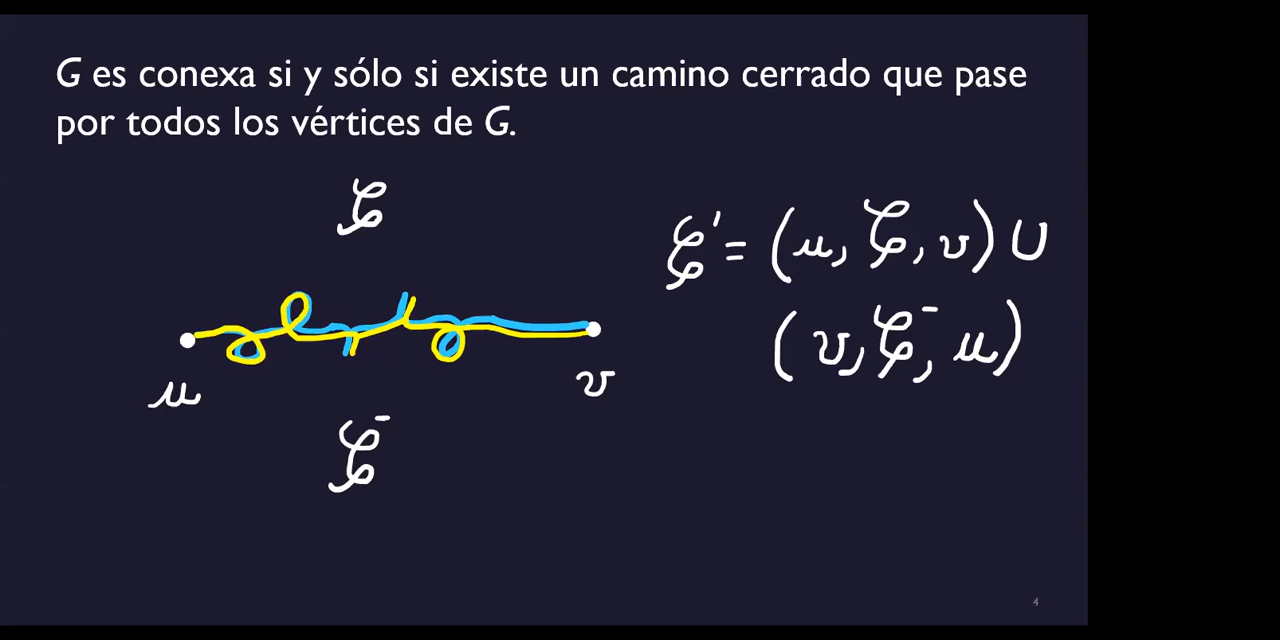 G es conexa si y sólo si existe un camino cerrado que pase
por todos los vértices de G.
𝒞
𝒞' = (u, 𝒞, v) ∪
(v, 𝒞⁻, u)
u
v
𝒞⁻
4